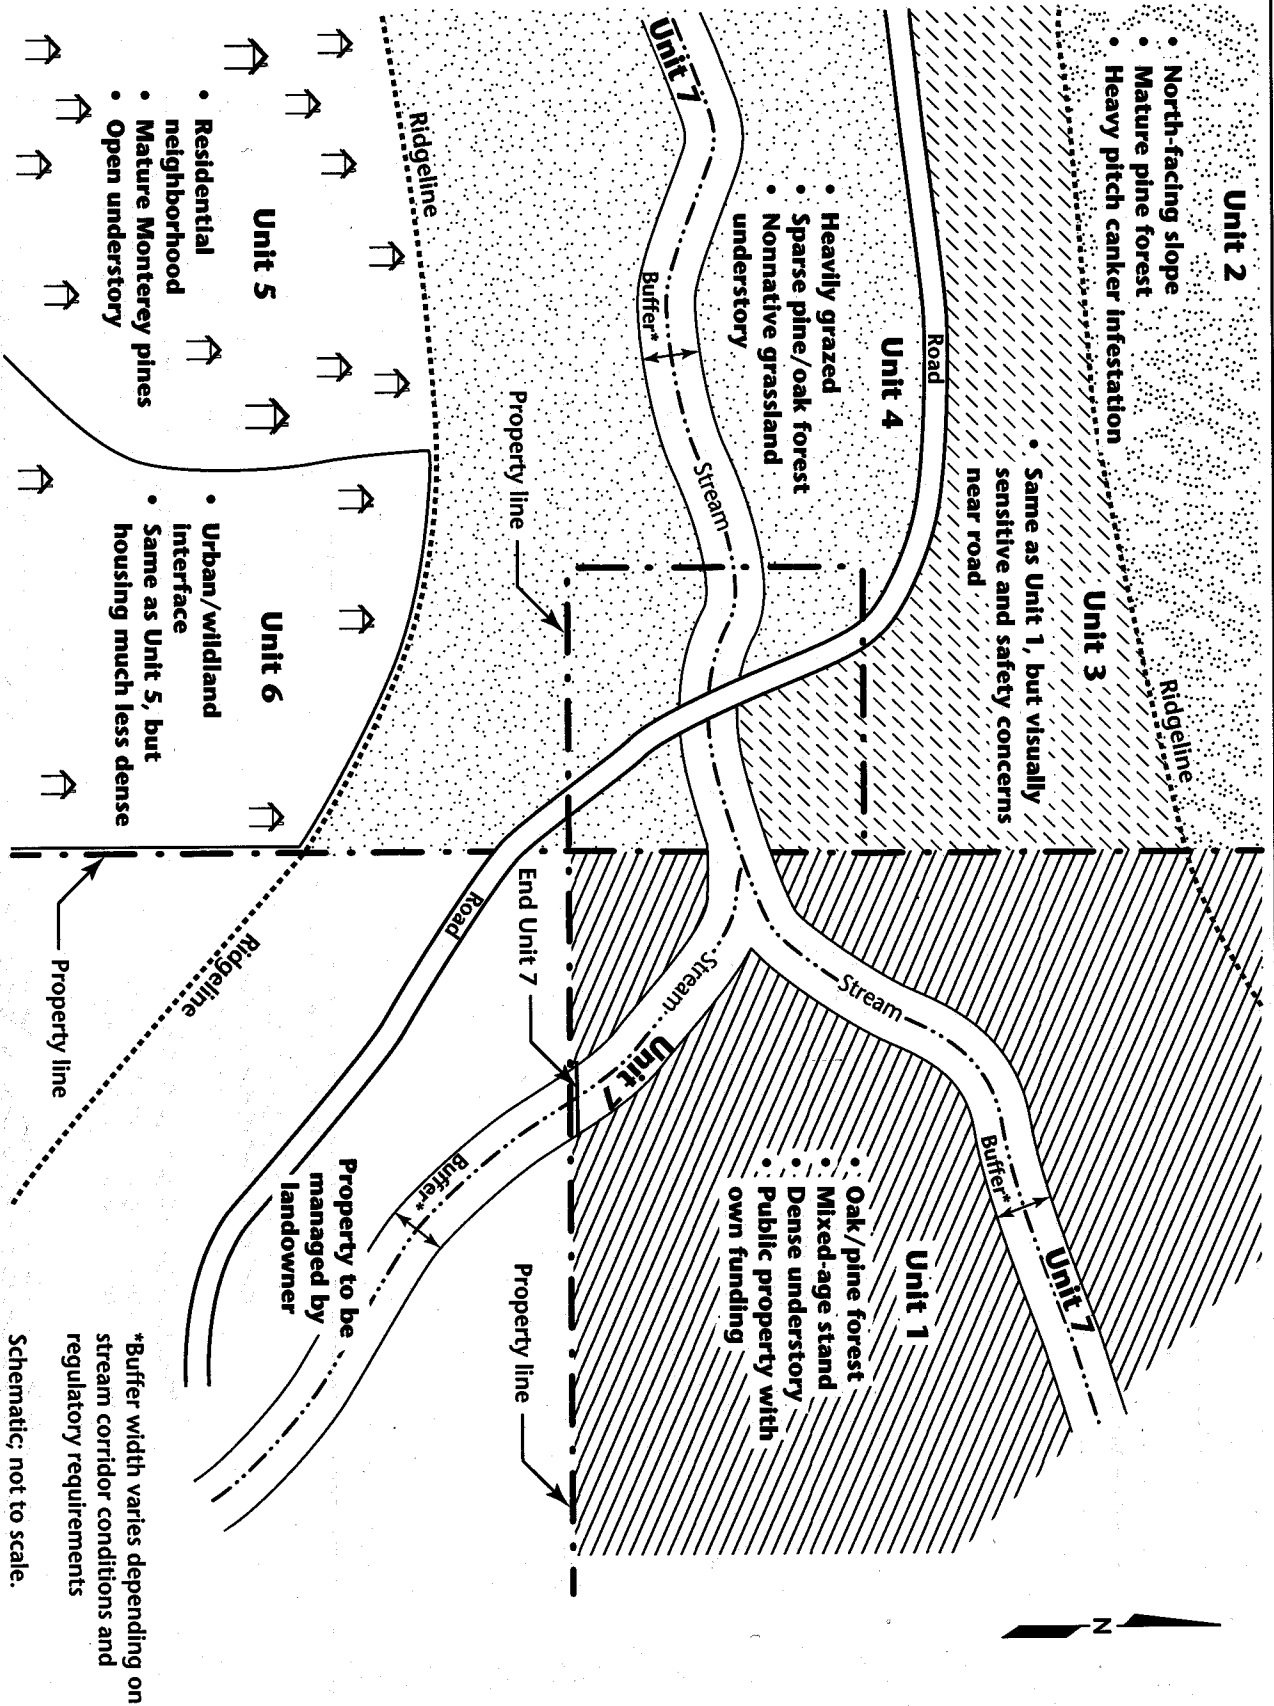 Unit 2
• North-facing slope
• Mature pine forest
• Heavy pitch canker infestation
Ridgeline
Unit 3
• Same as Unit 1, but visually
sensitive and safety concerns
near road
Road
Unit 4
• Heavily grazed
• Sparse pine/oak forest
• Nonnative grassland
understory
Unit 7
Buffer*
Stream
Stream
Buffer*
Unit 7
Unit 1
• Oak/pine forest
• Mixed-age stand
• Dense understory
• Public property with
own funding
Stream
Unit 7
End Unit 7
Property line
Property line
Buffer*
Property to be
managed by
landowner
Road
Ridgeline
Unit 5
• Residential
neighborhood
• Mature Monterey pines
• Open understory
Unit 6
• Urban/wildland
interface
• Same as Unit 5, but
housing much less dense
Ridgeline
Property line
N
*Buffer width varies depending on
stream corridor conditions and
regulatory requirements
Schematic; not to scale.